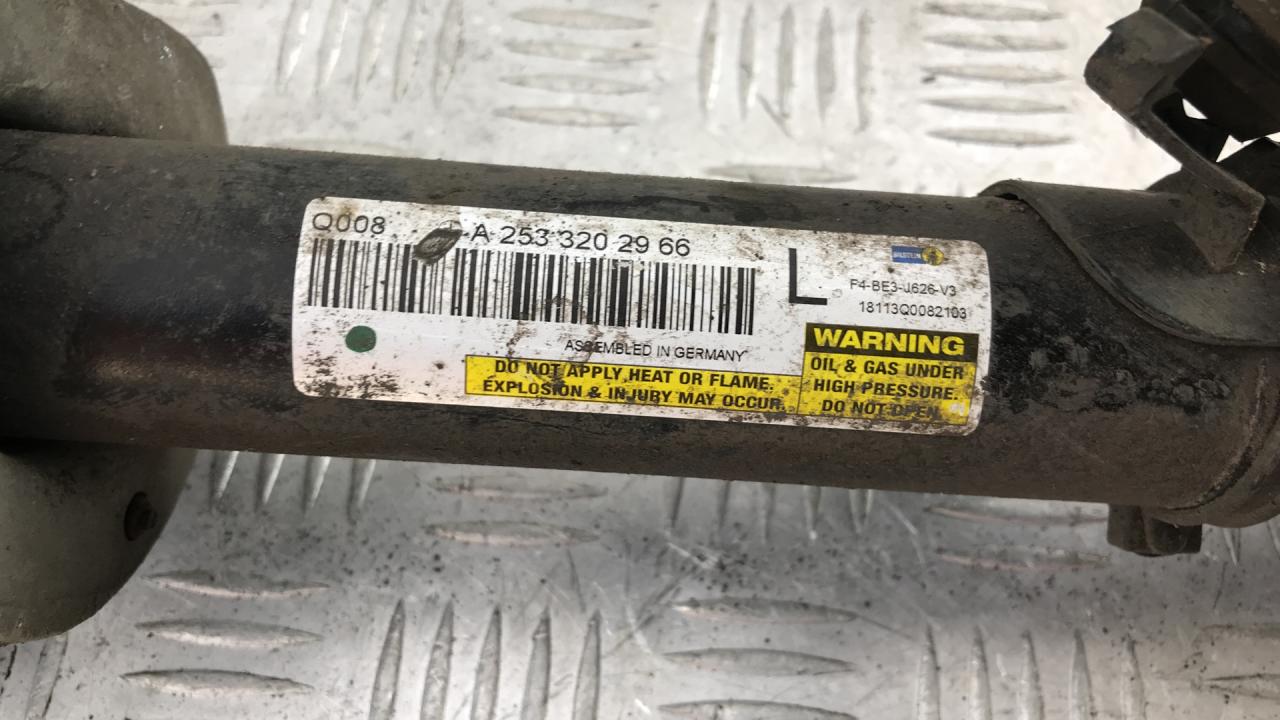 Q008 A 253 320 29 66
L
BILSTEIN
F4-BE3-J626-V3
18113Q0082103
ASSEMBLED IN GERMANY
DO NOT APPLY HEAT OR FLAME.
EXPLOSION & INJURY MAY OCCUR.
WARNING
OIL & GAS UNDER
HIGH PRESSURE.
DO NOT OPEN.